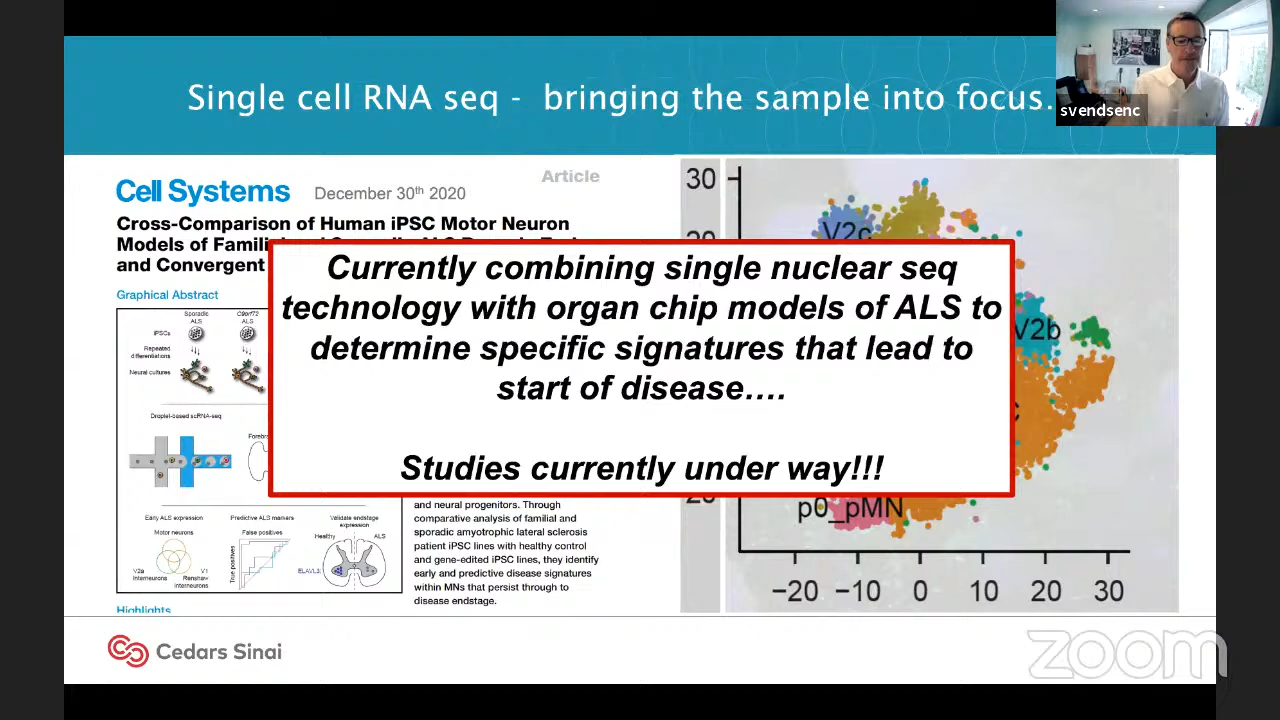 Single cell RNA seq - bringing the sample into focus.
svendsenc
Cell Systems
December 30th 2020
Article
Cross-Comparison of Human iPSC Motor Neuron
Models of Famili
and Convergent
Graphical Abstract
Sporadic ALS
C9orf72 ALS
iPSCs
Repeated differentiations
Neural cultures
Droplet-based scRNA-seq
Currently combining single nuclear seq
technology with organ chip models of ALS to
determine specific signatures that lead to
start of disease....
Studies currently under way!!!
Early ALS expression
Predictive ALS markers
Validate endstage expression
Motor neurons
False positives
Healthy
ALS
True positives
ELAVL3
V2a Interneurons
V1 Renshaw interneurons
and neural progenitors. Through
comparative analysis of familial and
sporadic amyotrophic lateral sclerosis
patient iPSC lines with healthy control
and gene-edited iPSC lines, they identify
early and predictive disease signatures
within MNs that persist through to
disease endstage.
Highlights
30
V2c
V2b
p0_pMN
−20 −10 0 10 20 30
Cedars Sinai
zoom